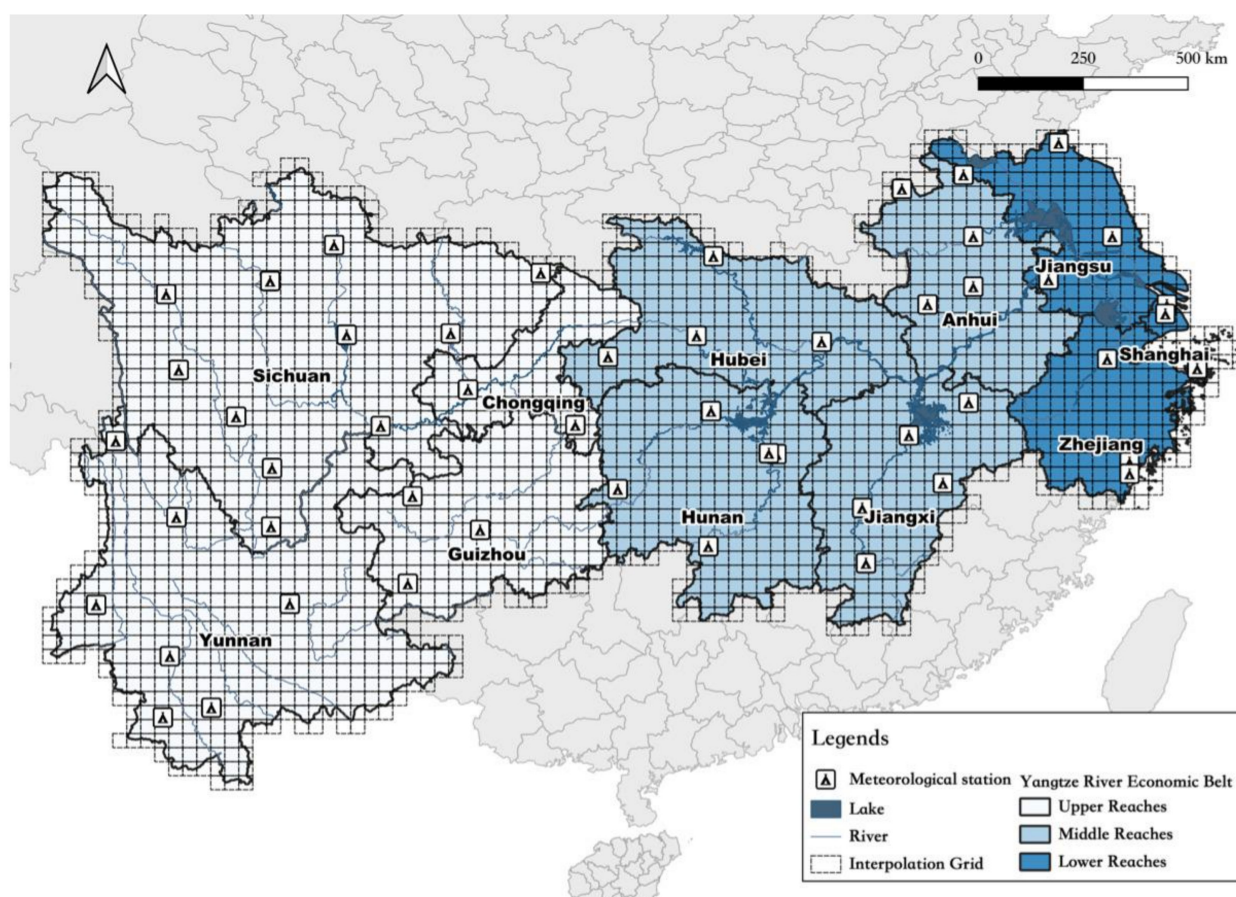 0 250 500 km
Jiangsu
Anhui
Shanghai
Hubei
Sichuan
Chongqing
Zhejiang
Hunan
Jiangxi
Guizhou
Yunnan
Legends
Meteorological station
Lake
River
Interpolation Grid
Yangtze River Economic Belt
Upper Reaches
Middle Reaches
Lower Reaches